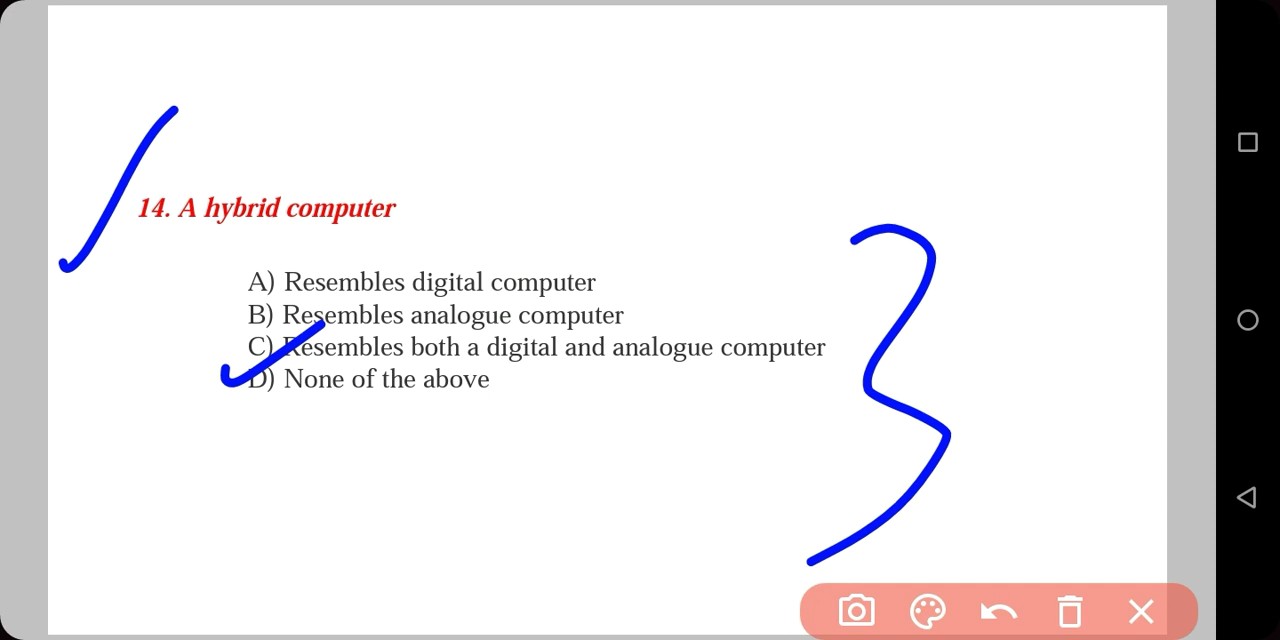 14. A hybrid computer
A) Resembles digital computer
B) Resembles analogue computer
C) Resembles both a digital and analogue computer
D) None of the above